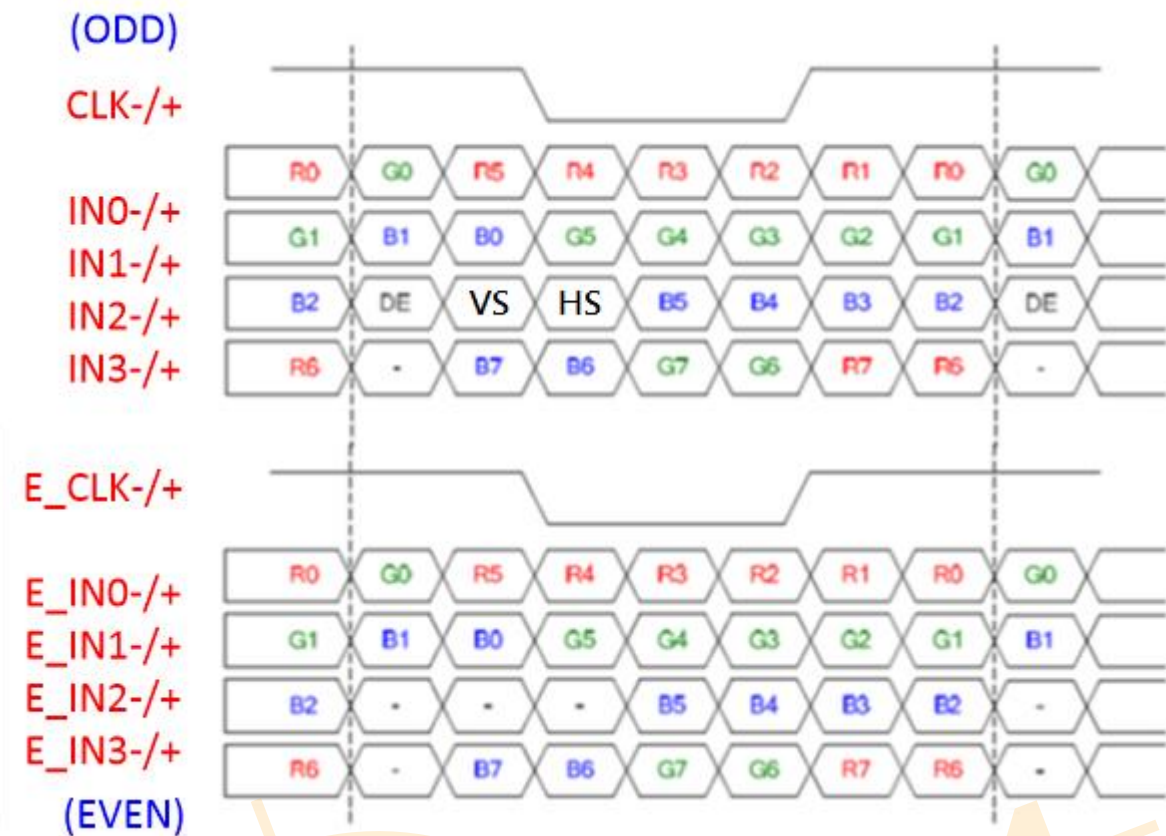 (ODD)
CLK-/+
R0 G0 R5 R4 R3 R2 R1 R0 G0
IN0-/+
G1 B1 B0 G5 G4 G3 G2 G1 B1
IN1-/+
B2 DE VS HS B5 B4 B3 B2 DE
IN2-/+
R6 - B7 B6 G7 G6 R7 R6 -
IN3-/+
E_CLK-/+
R0 G0 R5 R4 R3 R2 R1 R0 G0
E_IN0-/+
G1 B1 B0 G5 G4 G3 G2 G1 B1
E_IN1-/+
B2 - - - B5 B4 B3 B2 -
E_IN2-/+
R6 - B7 B6 G7 G6 R7 R6 -
E_IN3-/+
(EVEN)